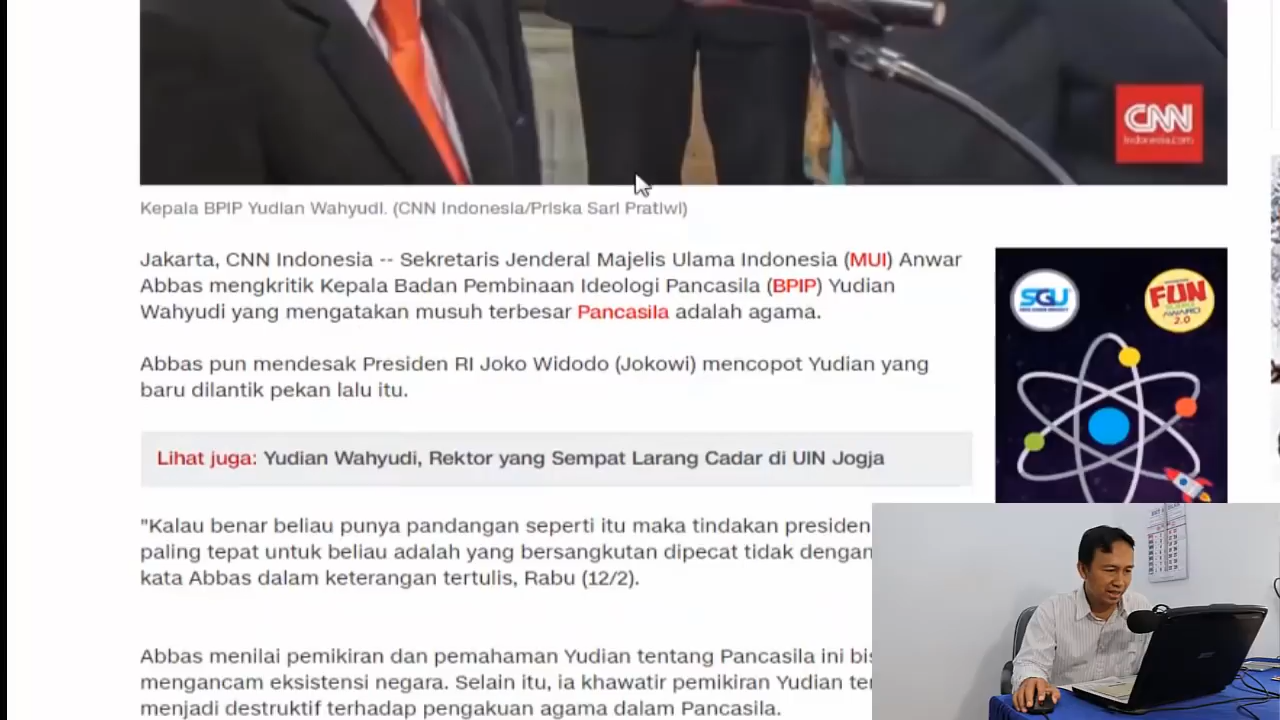 CNN
Indonesia.com
Kepala BPIP Yudian Wahyudi. (CNN Indonesia/Priska Sari Pratiwi)
Jakarta, CNN Indonesia -- Sekretaris Jenderal Majelis Ulama Indonesia (MUI) Anwar
Abbas mengkritik Kepala Badan Pembinaan Ideologi Pancasila (BPIP) Yudian
Wahyudi yang mengatakan musuh terbesar Pancasila adalah agama.
SGU
FUN
AWARD
2.0
Abbas pun mendesak Presiden RI Joko Widodo (Jokowi) mencopot Yudian yang
baru dilantik pekan lalu itu.
Lihat juga: Yudian Wahyudi, Rektor yang Sempat Larang Cadar di UIN Jogja
"Kalau benar beliau punya pandangan seperti itu maka tindakan presiden
paling tepat untuk beliau adalah yang bersangkutan dipecat tidak dengan
kata Abbas dalam keterangan tertulis, Rabu (12/2).
Abbas menilai pemikiran dan pemahaman Yudian tentang Pancasila ini
mengancam eksistensi negara. Selain itu, ia khawatir pemikiran Yudian
menjadi destruktif terhadap pengakuan agama dalam Pancasila.